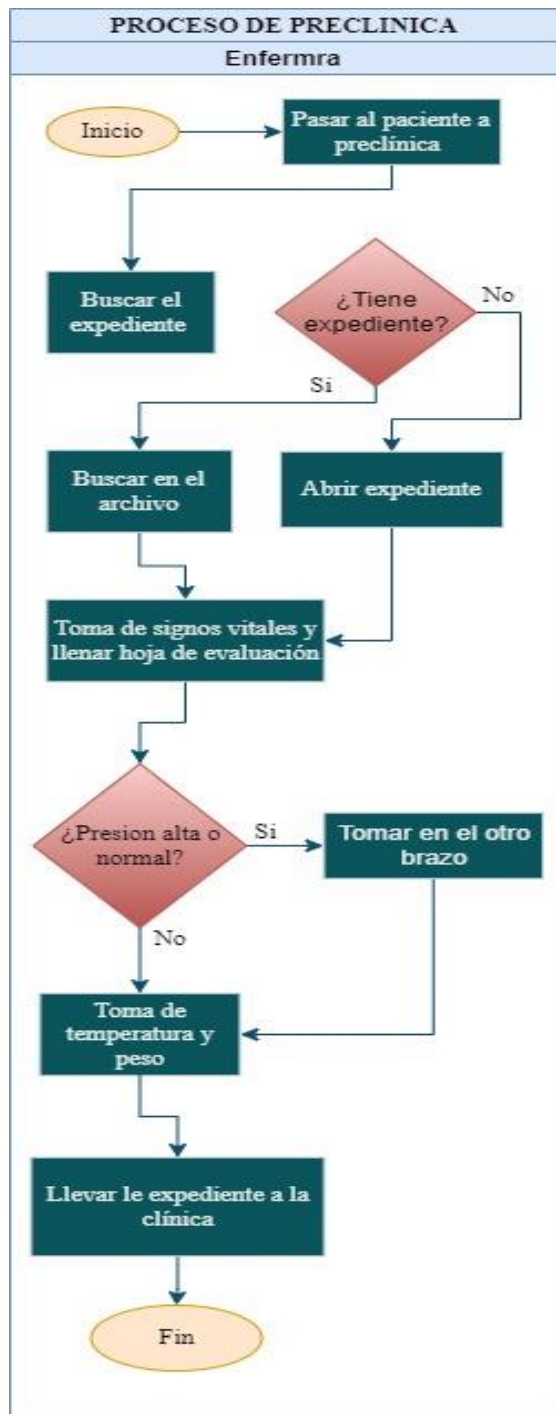 PROCESO DE PRECLINICA
Enfermra
Inicio
Pasar al paciente a
preclínica
Buscar el
expediente
¿Tiene
expediente?
No
Si
Buscar en el
archivo
Abrir expediente
Toma de signos vitales y
llenar hoja de evaluación
¿Presion alta o
normal?
Si
Tomar en el otro
brazo
No
Toma de
temperatura y
peso
Llevar le expediente a la
clínica
Fin